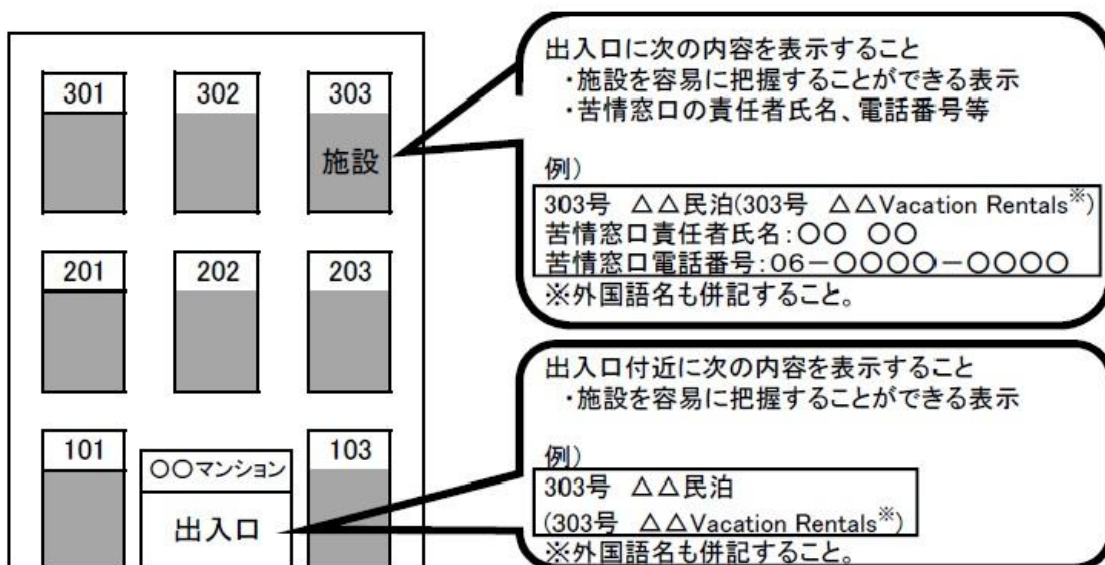 301
302
303
施設
201
202
203
101
〇〇マンション
出入口
103
出入口に次の内容を表示すること
・施設を容易に把握することができる表示
・苦情窓口の責任者氏名、電話番号等
例)
303号 △△民泊(303号 △△Vacation Rentals※)
苦情窓口責任者氏名:〇〇 〇〇
苦情窓口電話番号:06-〇〇〇〇-〇〇〇〇
※外国語名も併記すること。
出入口付近に次の内容を表示すること
・施設を容易に把握することができる表示
例)
303号 △△民泊
(303号 △△Vacation Rentals※)
※外国語名も併記すること。